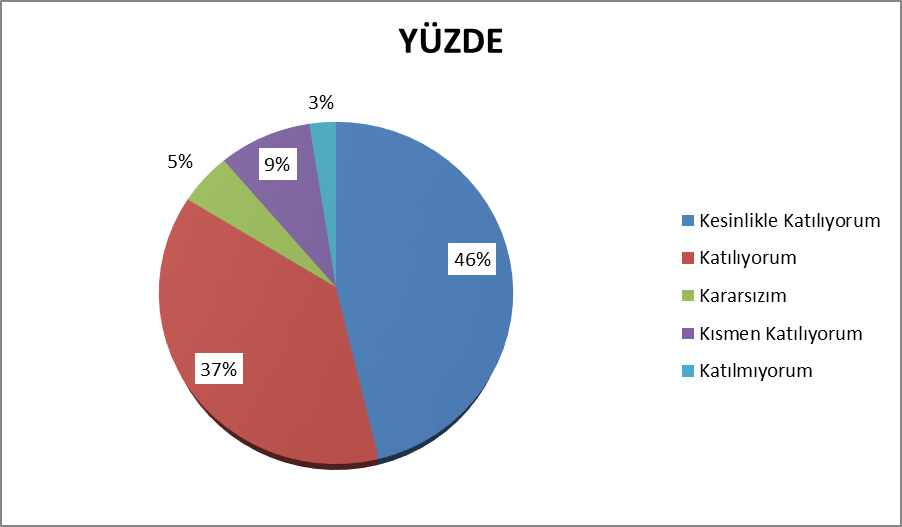 YÜZDE
3%
5%
9%
46%
37%
Kesinlikle Katılıyorum
Katılıyorum
Kararsızım
Kısmen Katılıyorum
Katılmıyorum